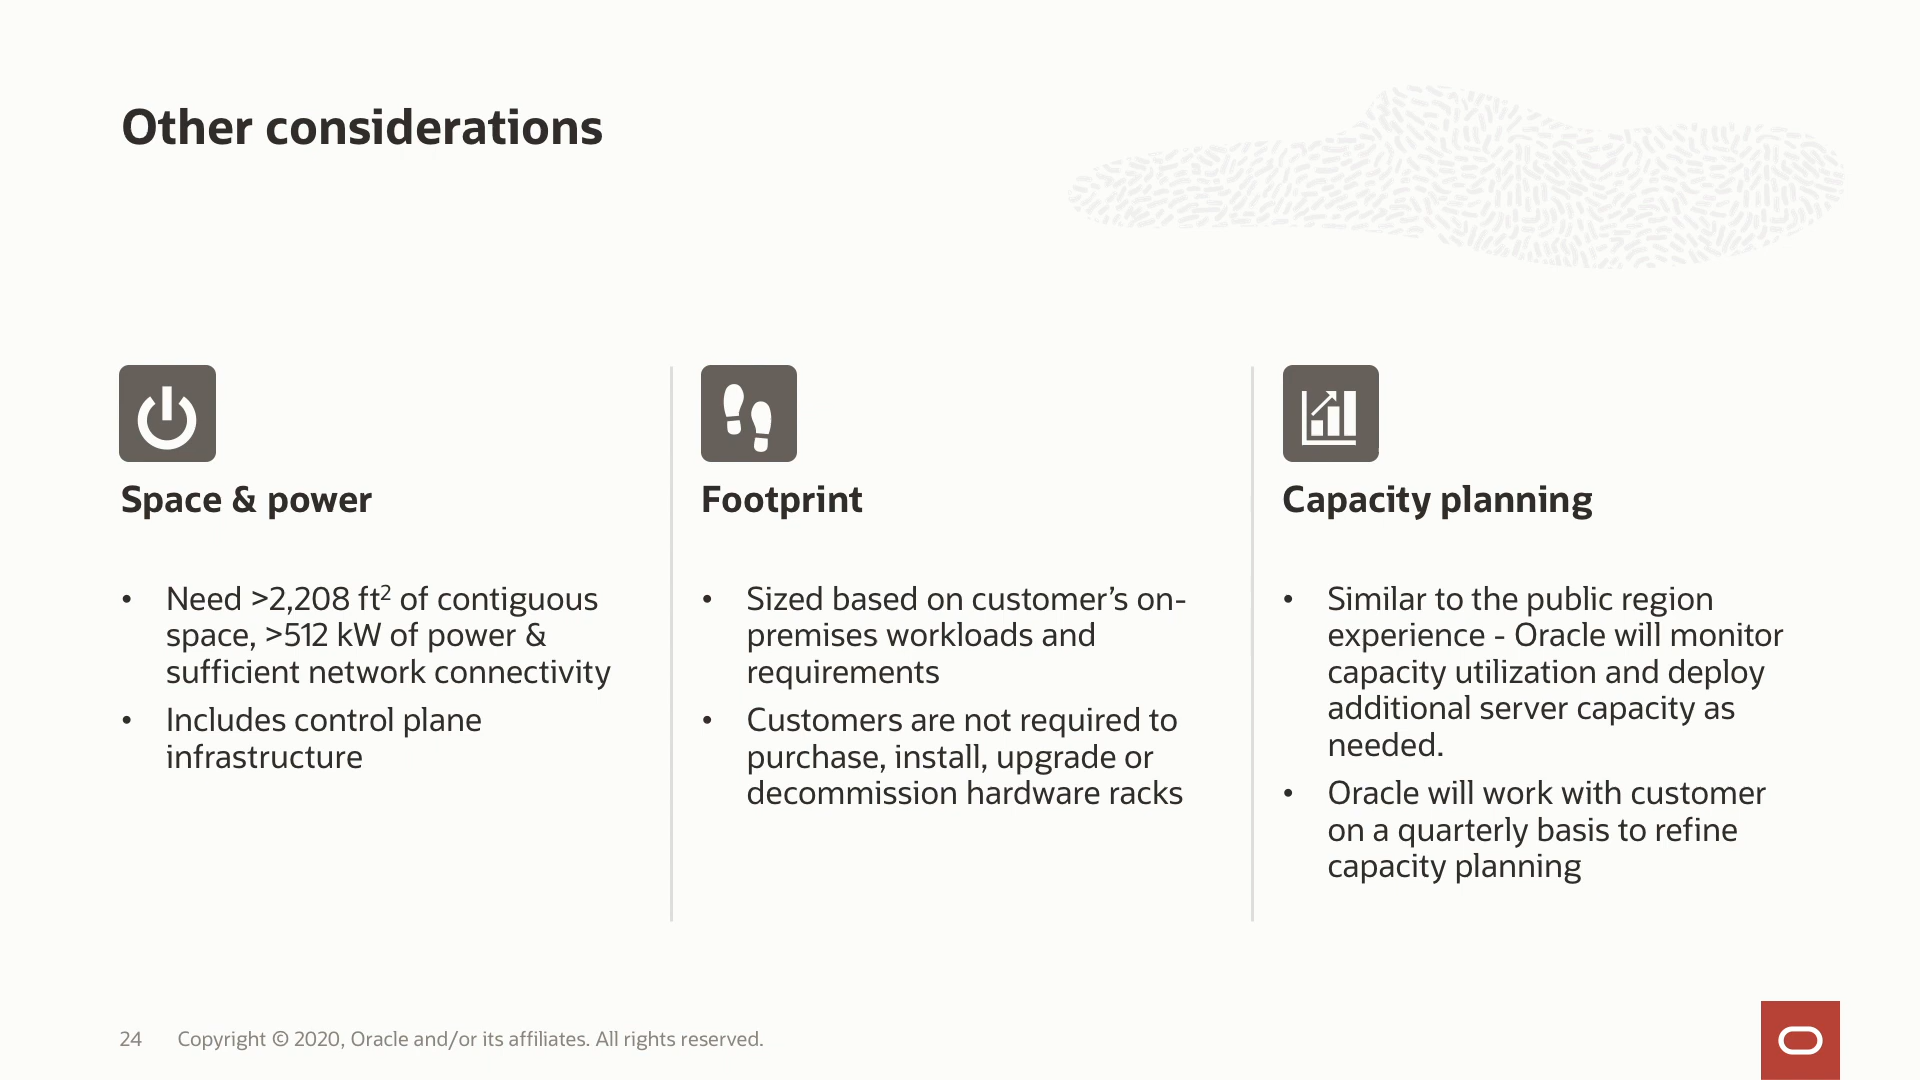 Other considerations
Space & power
• Need >2,208 ft² of contiguous
space, >512 kW of power &
sufficient network connectivity
• Includes control plane
infrastructure
Footprint
• Sized based on customer’s on-
premises workloads and
requirements
• Customers are not required to
purchase, install, upgrade or
decommission hardware racks
Capacity planning
• Similar to the public region
experience - Oracle will monitor
capacity utilization and deploy
additional server capacity as
needed.
• Oracle will work with customer
on a quarterly basis to refine
capacity planning
24 Copyright © 2020, Oracle and/or its affiliates. All rights reserved.